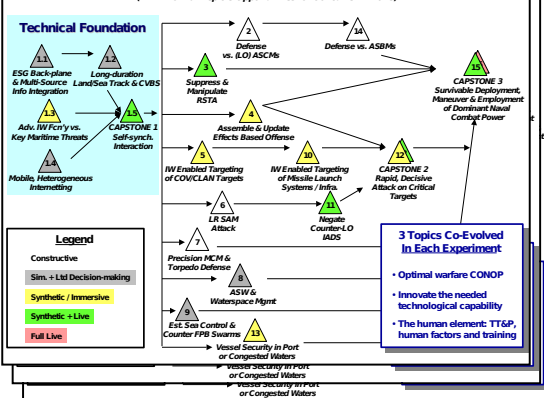 Technical Foundation
1.1
ESG Back-plane
& Multi-Source
Info Integration
1.2
Long-duration
Land/Sea Track & CVBS
1.3
Adv. IW Fcn'y vs.
Key Maritime Threats
1.5
CAPSTONE 1
Self-synch.
Interaction
1.4
Mobile, Heterogeneous
Internetting
2
Defense
vs. (LO) ASCMs
14
Defense vs. ASBMs
3
Suppress &
Manipulate
RSTA
15
CAPSTONE 3
Survivable Deployment,
Maneuver & Employment
of Dominant Naval
Combat Power
4
Assemble & Update
Effects Based Offense
5
IW Enabled Targeting
of COV/CLAN Targets
10
IW Enabled Targeting
of Missile Launch
Systems / Infra.
12
CAPSTONE 2
Rapid, Decisive
Attack on Critical
Targets
6
LR SAM
Attack
11
Negate
Counter-LO
IADS
7
Precision MCM &
Torpedo Defense
8
ASW &
Waterspace Mgmt
9
Est. Sea Control &
Counter FPB Swarms
13
Vessel Security in Port
or Congested Waters
Vessel Security in Port
or Congested Waters
or Congested Waters
Legend
Constructive
Sim. + Ltd Decision-making
Synthetic / Immersive
Synthetic + Live
Full Live
3 Topics Co-Evolved
In Each Experiment
• Optimal warfare CONOP
• Innovate the needed
technological capability
• The human element: TT&P,
human factors and training